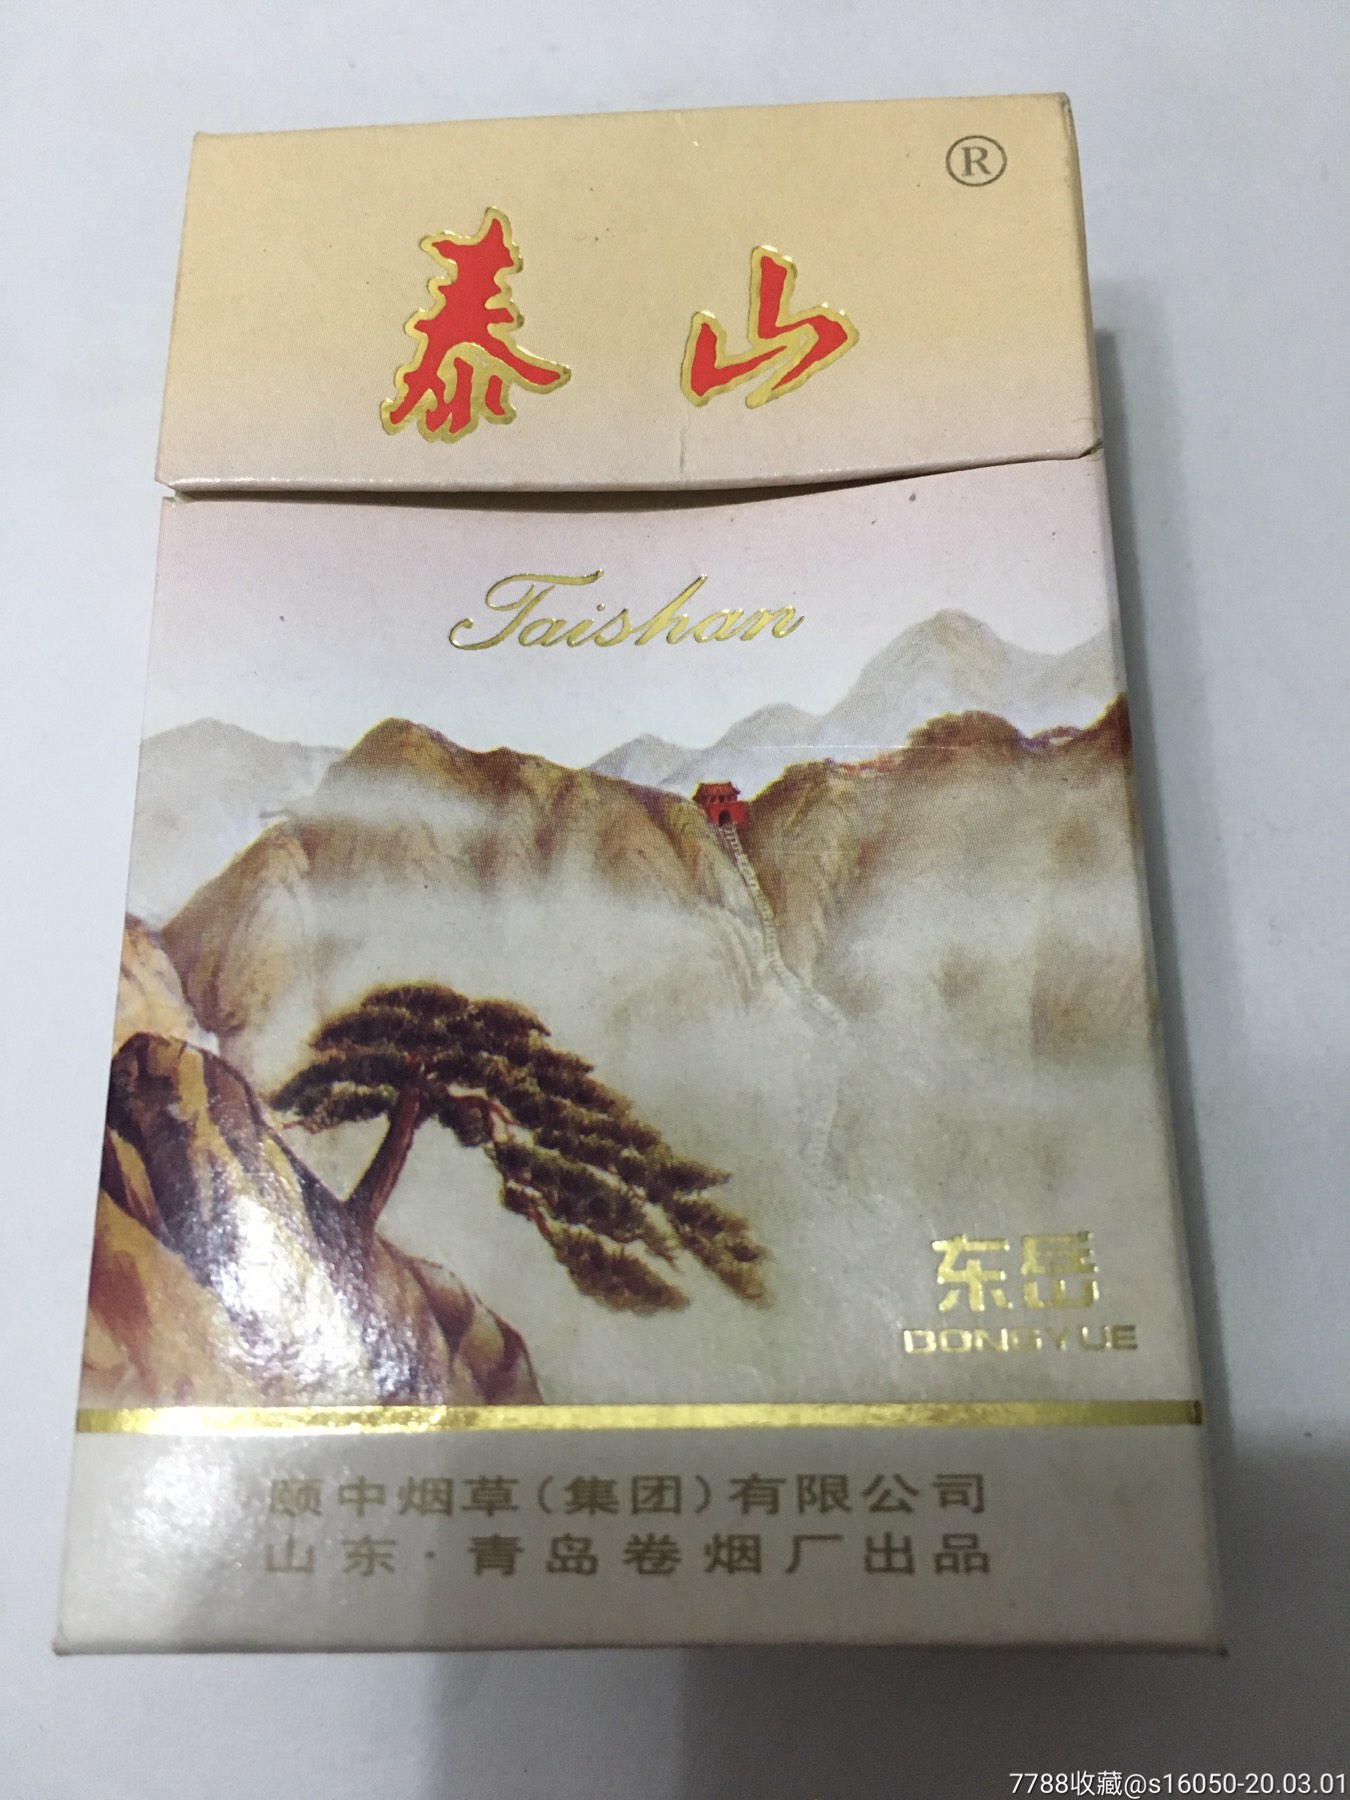 ®
泰山
Taishan
东岳
DONGYUE
颐中烟草(集团)有限公司
山东·青岛卷烟厂出品
7788收藏@s16050-20.03.01